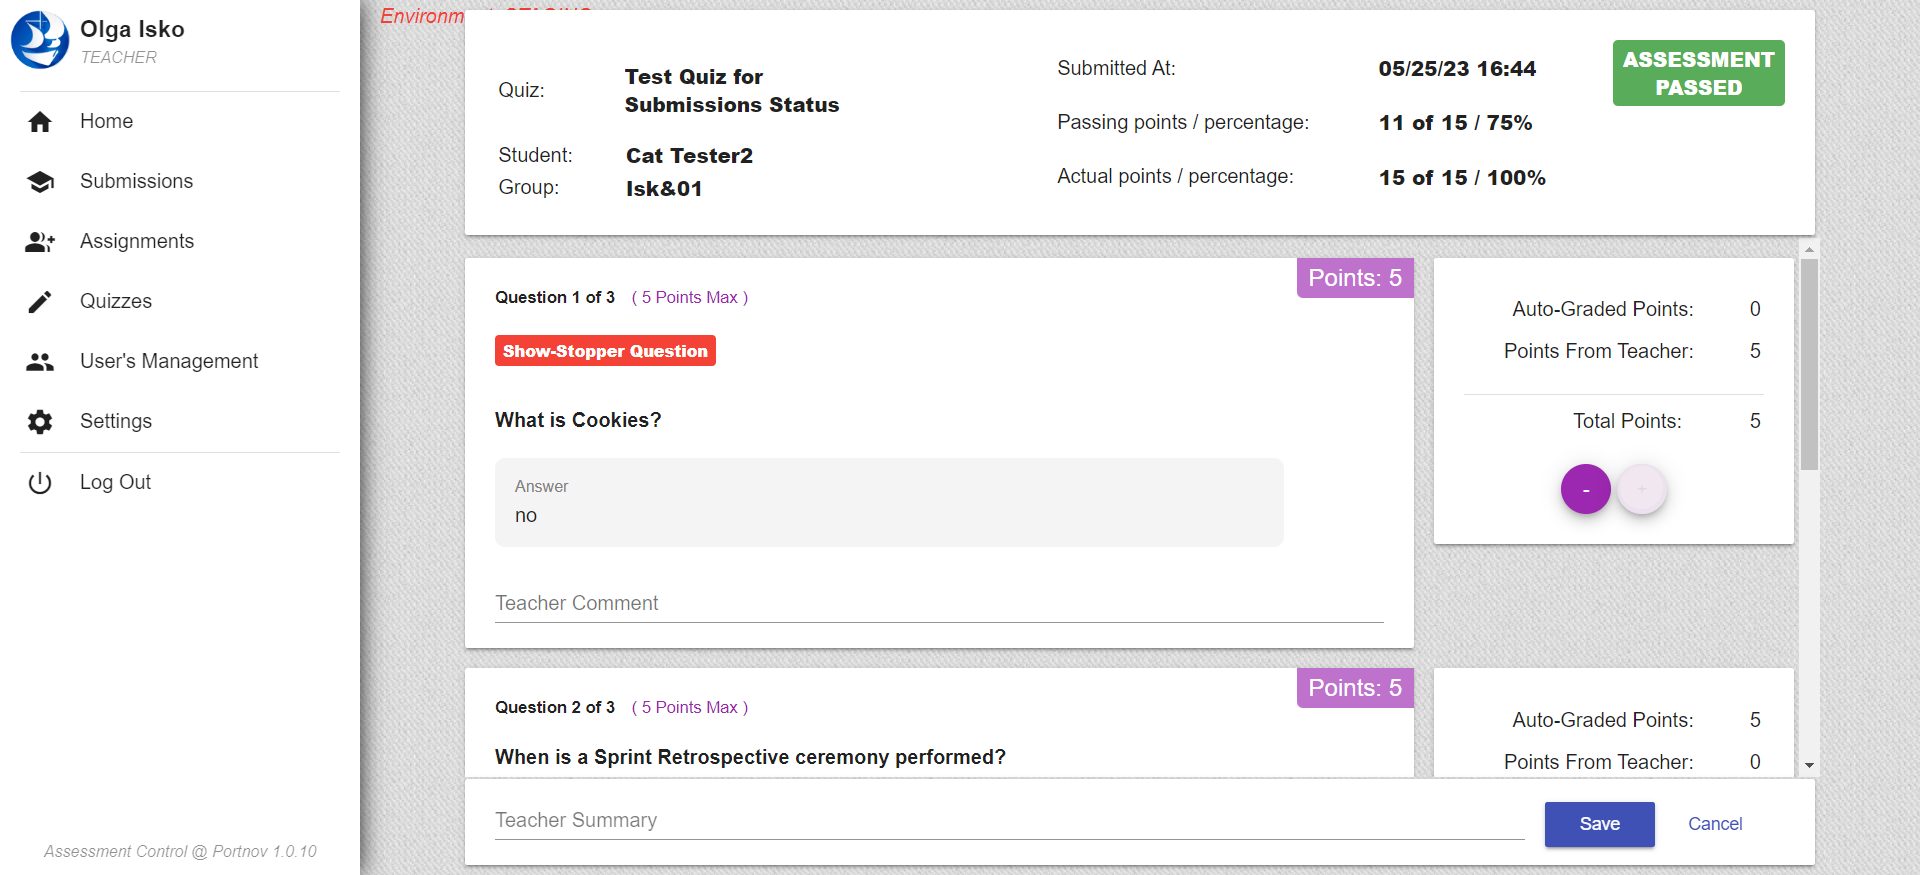 Olga Isko
TEACHER
Home
Submissions
Assignments
Quizzes
User's Management
Settings
Log Out
Assessment Control @ Portnov 1.0.10
Quiz:
Test Quiz for
Submissions Status
Student:
Cat Tester2
Group:
Isk&01
Submitted At:
05/25/23 16:44
Passing points / percentage:
11 of 15 / 75%
Actual points / percentage:
15 of 15 / 100%
ASSESSMENT
PASSED
Question 1 of 3 ( 5 Points Max )
Points: 5
Show-Stopper Question
What is Cookies?
Answer
no
Teacher Comment
Auto-Graded Points: 0
Points From Teacher: 5
Total Points: 5
- +
Question 2 of 3 ( 5 Points Max )
Points: 5
When is a Sprint Retrospective ceremony performed?
Auto-Graded Points: 5
Points From Teacher: 0
Teacher Summary
Save
Cancel